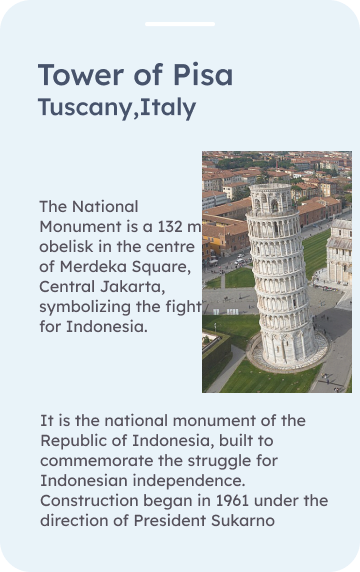 Tower of Pisa
Tuscany,Italy
The National
Monument is a 132 m
obelisk in the centre
of Merdeka Square,
Central Jakarta,
symbolizing the fight
for Indonesia.
It is the national monument of the
Republic of Indonesia, built to
commemorate the struggle for
Indonesian independence.
Construction began in 1961 under the
direction of President Sukarno